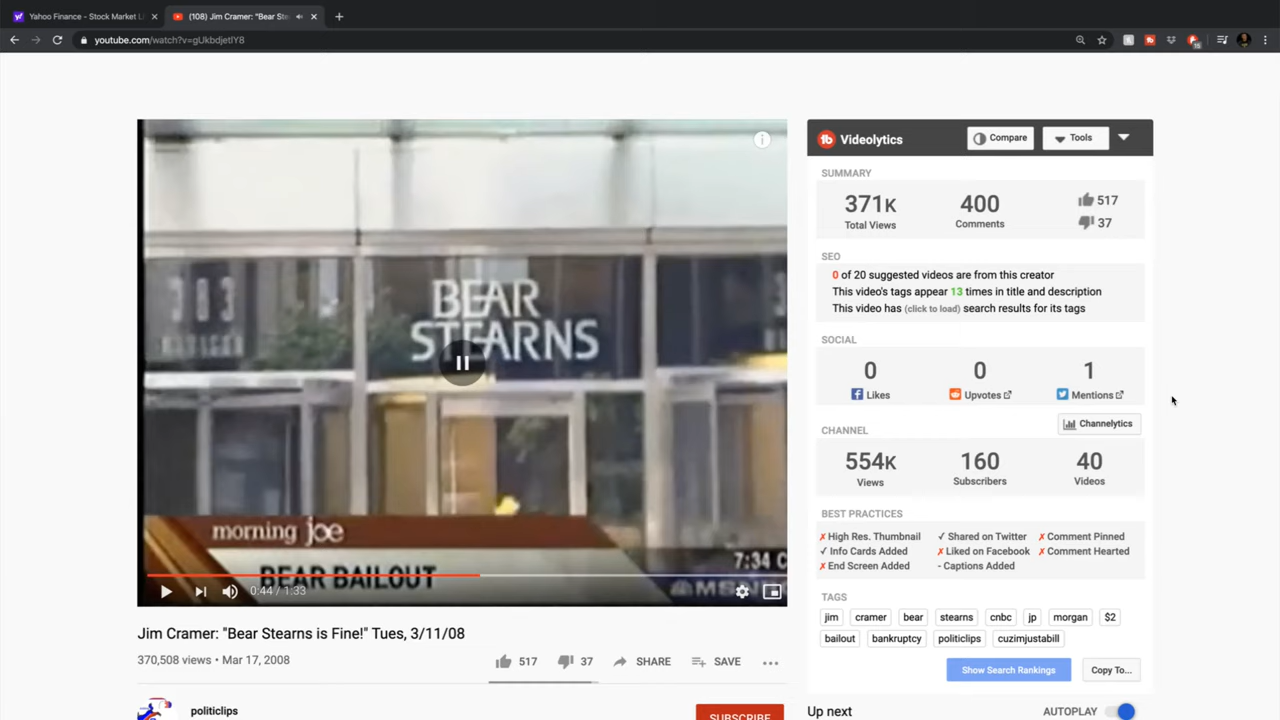 Yahoo Finance - Stock Market L
(108) Jim Cramer: "Bear Ste
youtube.com/watch?v=gUkbdjetlY8
BEAR
STEARNS
morning joe
BEAR BAILOUT
7:34 C
MSN
0:44 / 1:33
Jim Cramer: "Bear Stearns is Fine!" Tues, 3/11/08
370,508 views • Mar 17, 2008
517
37
SHARE
SAVE
politiclips
SUBSCRIBE
Videolytics
Compare
Tools
SUMMARY
371K
400
517
37
Total Views
Comments
SEO
0 of 20 suggested videos are from this creator
This video's tags appear 13 times in title and description
This video has (click to load) search results for its tags
SOCIAL
0
0
1
Likes
Upvotes
Mentions
CHANNEL
Channelytics
554K
160
40
Views
Subscribers
Videos
BEST PRACTICES
✗ High Res. Thumbnail
✓ Shared on Twitter
✗ Comment Pinned
✓ Info Cards Added
✗ Liked on Facebook
✗ Comment Hearted
✗ End Screen Added
- Captions Added
TAGS
jim
cramer
bear
stearns
cnbc
jp
morgan
$2
bailout
bankruptcy
politiclips
cuzimjustabill
Show Search Rankings
Copy To...
Up next
AUTOPLAY